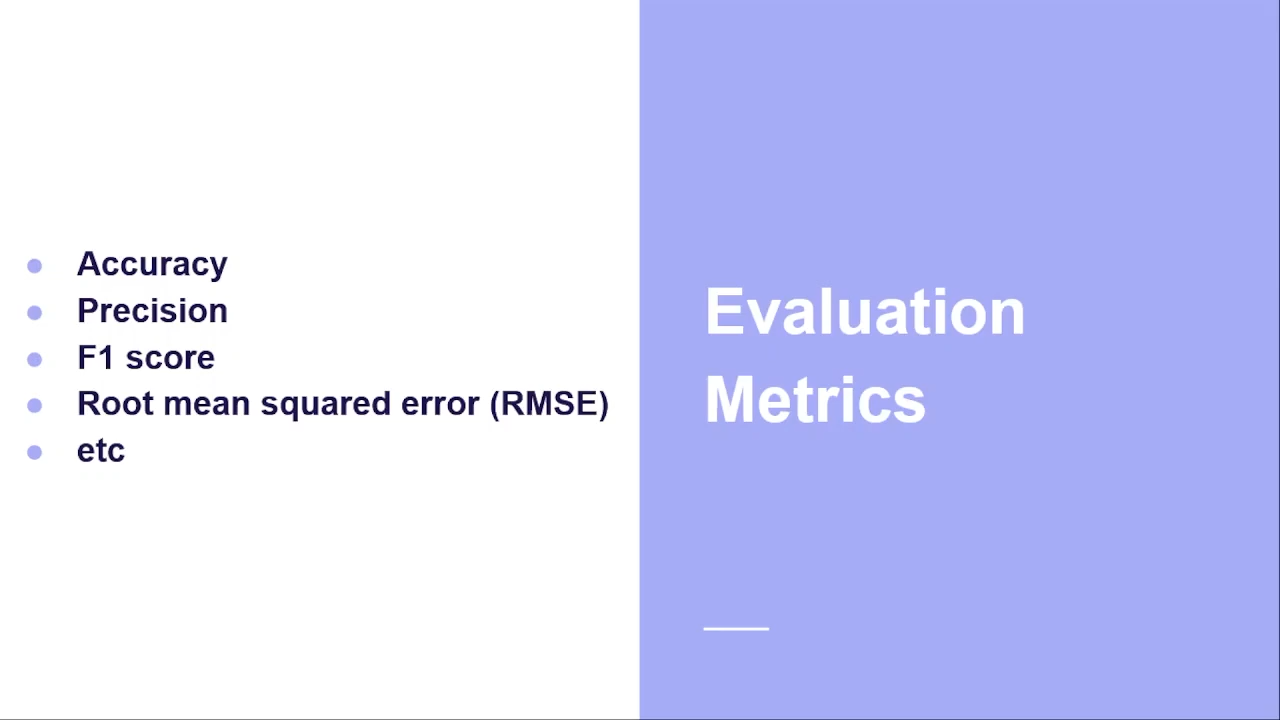 Accuracy
Precision
F1 score
Root mean squared error (RMSE)
etc
Evaluation
Metrics